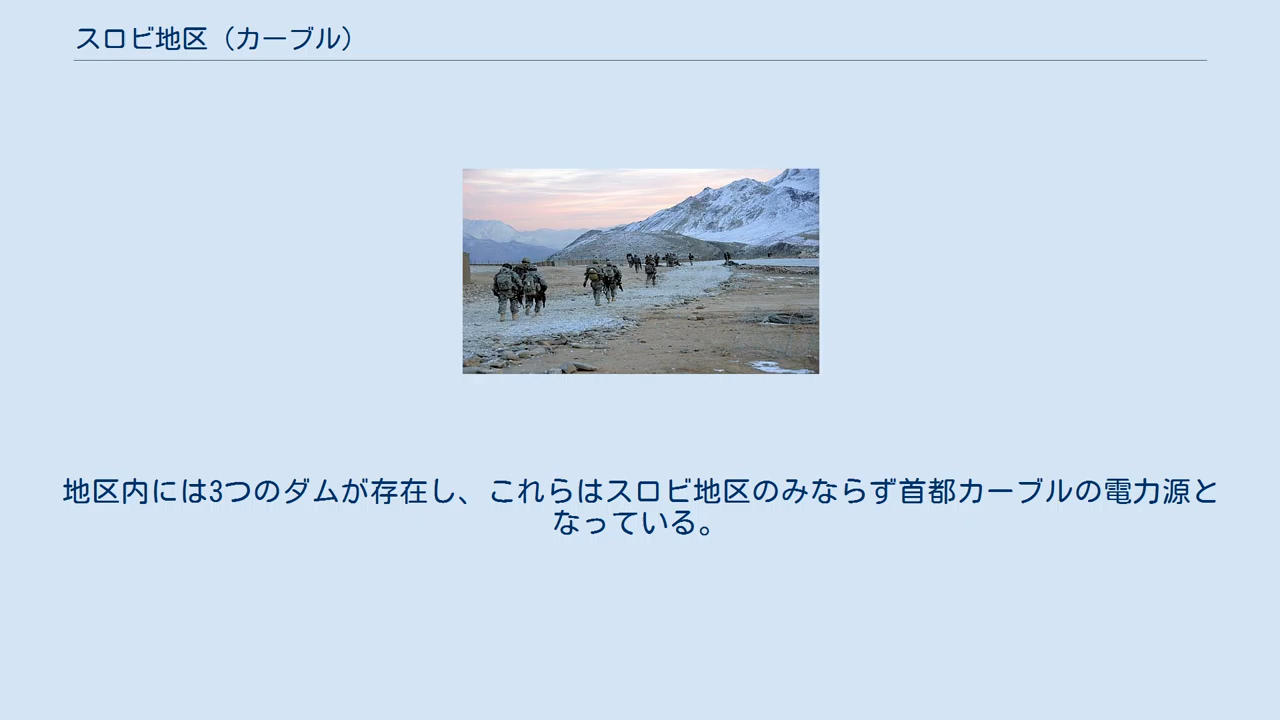 スロビ地区（カーブル）
地区内には3つのダムが存在し、これらはスロビ地区のみならず首都カーブルの電力源と
なっている。